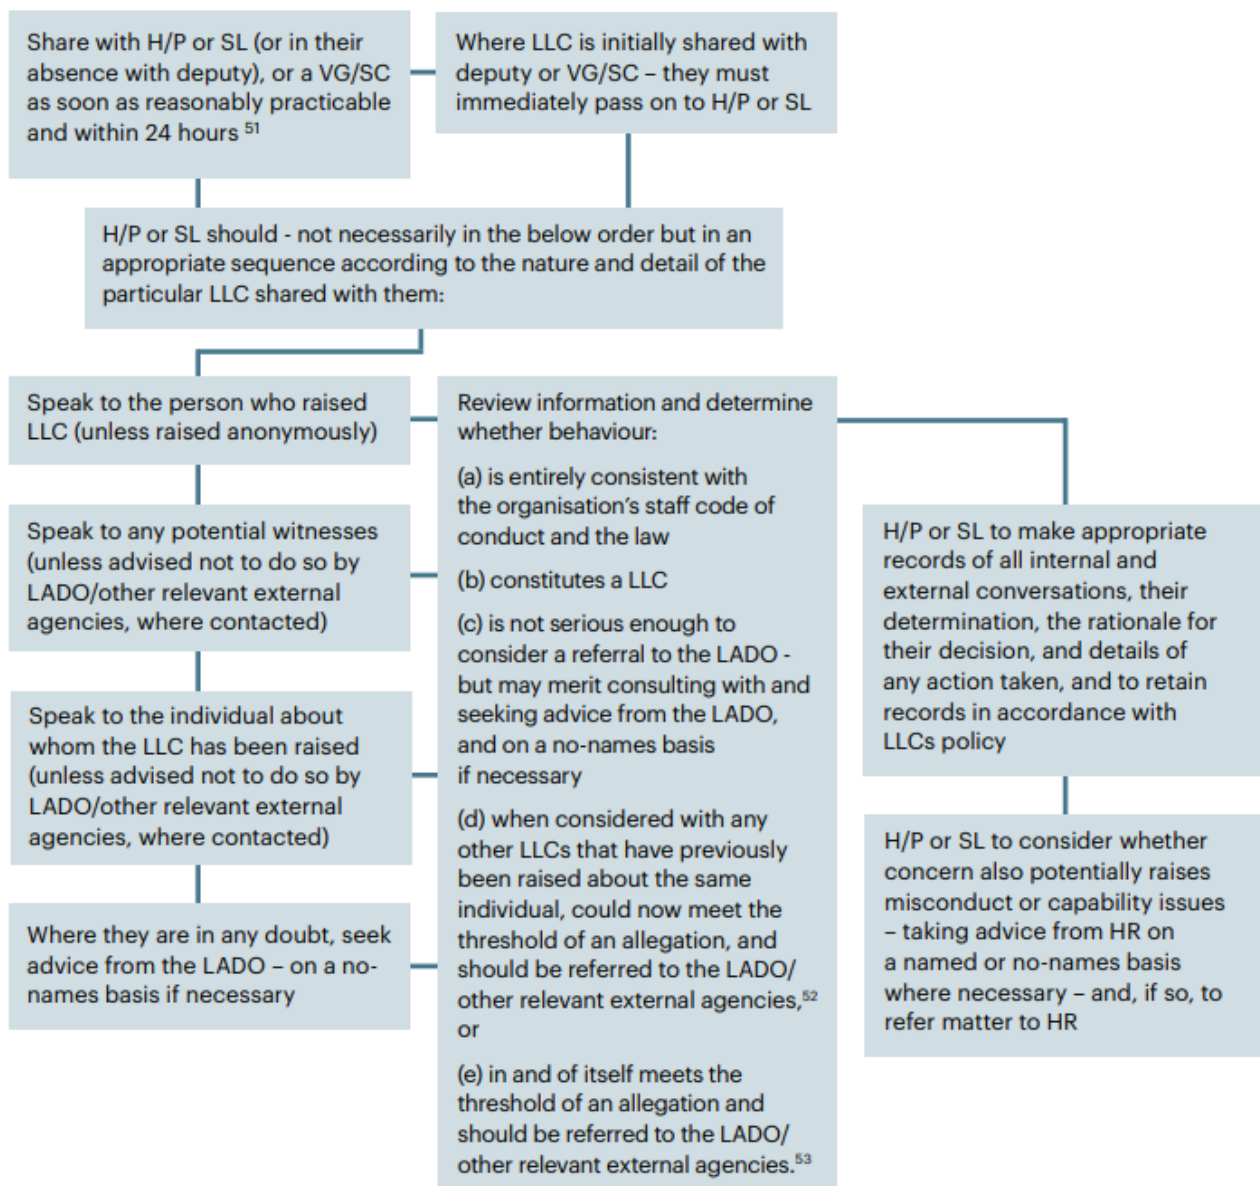 Share with H/P or SL (or in their
absence with deputy), or a VG/SC
as soon as reasonably practicable
and within 24 hours 51
Where LLC is initially shared with
deputy or VG/SC – they must
immediately pass on to H/P or SL
H/P or SL should - not necessarily in the below order but in an
appropriate sequence according to the nature and detail of the
particular LLC shared with them:
Speak to the person who raised
LLC (unless raised anonymously)
Speak to any potential witnesses
(unless advised not to do so by
LADO/other relevant external
agencies, where contacted)
Speak to the individual about
whom the LLC has been raised
(unless advised not to do so by
LADO/other relevant external
agencies, where contacted)
Where they are in any doubt, seek
advice from the LADO – on a no-
names basis if necessary
Review information and determine
whether behaviour:
(a) is entirely consistent with
the organisation's staff code of
conduct and the law
(b) constitutes a LLC
(c) is not serious enough to
consider a referral to the LADO -
but may merit consulting with and
seeking advice from the LADO,
and on a no-names basis
if necessary
(d) when considered with any
other LLCs that have previously
been raised about the same
individual, could now meet the
threshold of an allegation, and
should be referred to the LADO/
other relevant external agencies,52
or
(e) in and of itself meets the
threshold of an allegation and
should be referred to the LADO/
other relevant external agencies.53
H/P or SL to make appropriate
records of all internal and
external conversations, their
determination, the rationale for
their decision, and details of
any action taken, and to retain
records in accordance with
LLCs policy
H/P or SL to consider whether
concern also potentially raises
misconduct or capability issues
– taking advice from HR on
a named or no-names basis
where necessary – and, if so, to
refer matter to HR